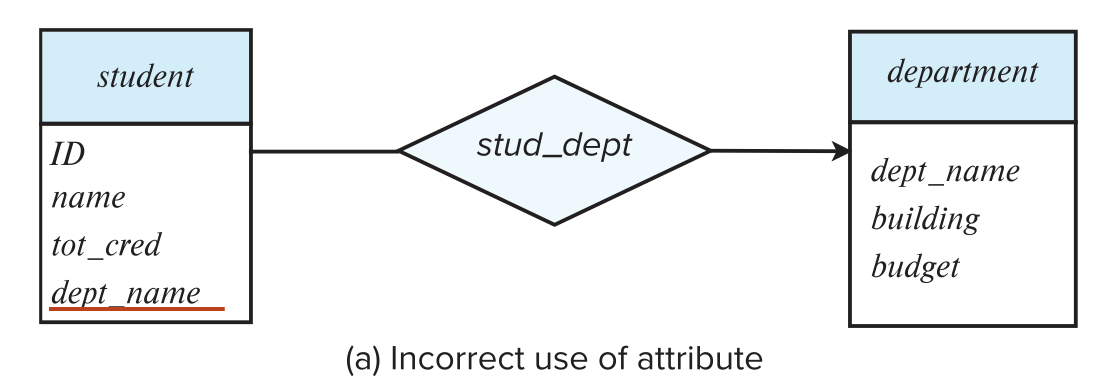 student
ID
name
tot_cred
dept_name
stud_dept
department
dept_name
building
budget
(a) Incorrect use of attribute